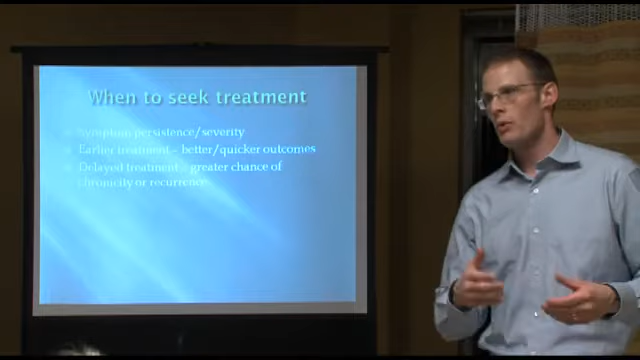 When to seek treatment
Symptom persistence/severity
Earlier treatment – better/quicker outcomes
Delayed treatment – greater chance of
chronicity or recurrence